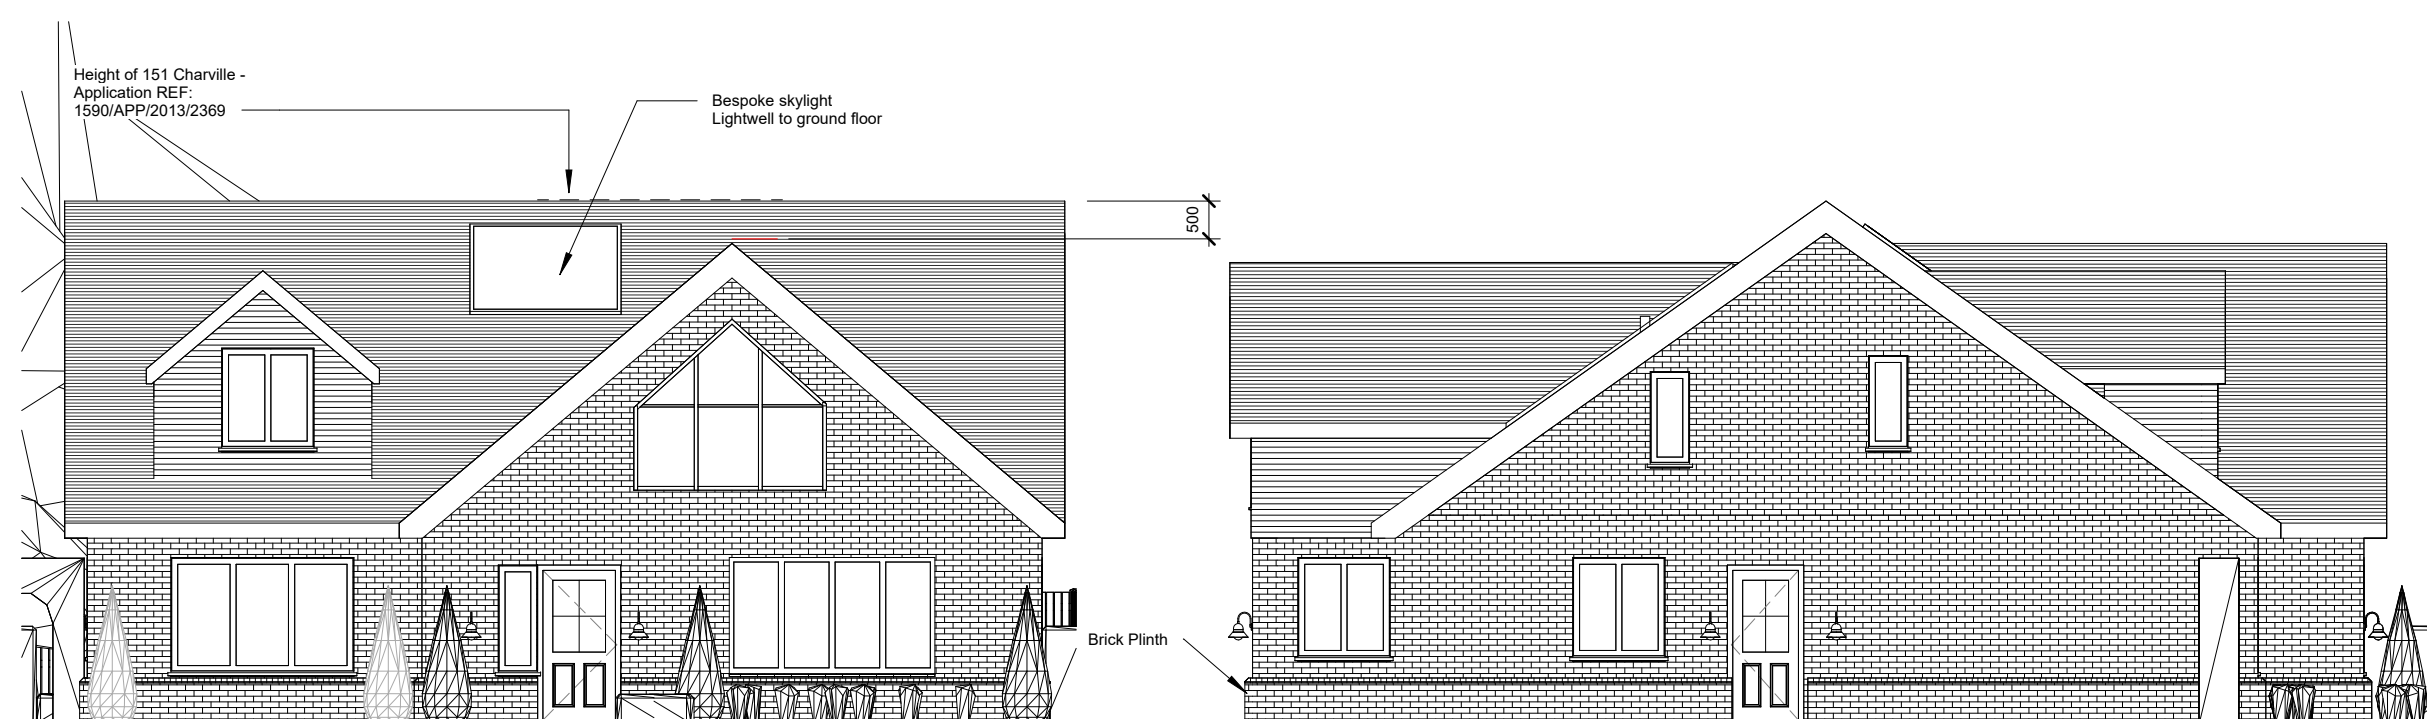 Height of 151 Charville -
Application REF:
1590/APP/2013/2369
Bespoke skylight
Lightwell to ground floor
500
Brick Plinth